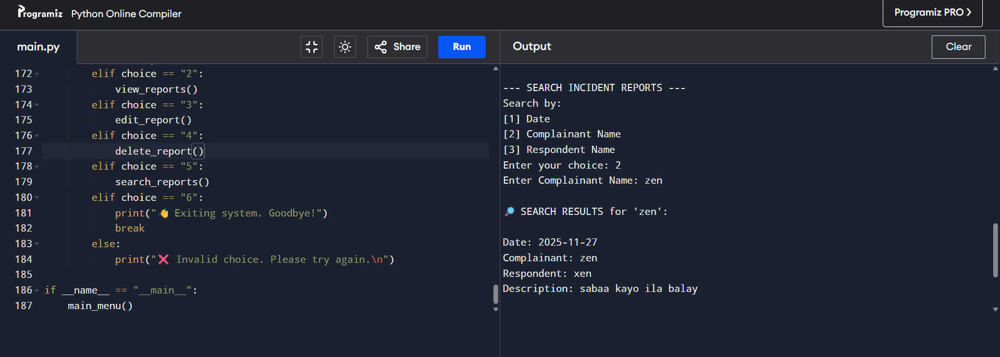 Programiz Python Online Compiler
Programiz PRO ❯
main.py
Share
Run
Output
Clear
172 elif choice == "2":
173 view_reports()
174 elif choice == "3":
175 edit_report()
176 elif choice == "4":
177 delete_report()
178 elif choice == "5":
179 search_reports()
180 elif choice == "6":
181 print("👋 Exiting system. Goodbye!")
182 break
183 else:
184 print("❌ Invalid choice. Please try again.\n")
185
186 if __name__ == "__main__":
187 main_menu()
--- SEARCH INCIDENT REPORTS ---
Search by:
[1] Date
[2] Complainant Name
[3] Respondent Name
Enter your choice: 2
Enter Complainant Name: zen
🔎 SEARCH RESULTS for 'zen':
Date: 2025-11-27
Complainant: zen
Respondent: xen
Description: sabaa kayo ila balay